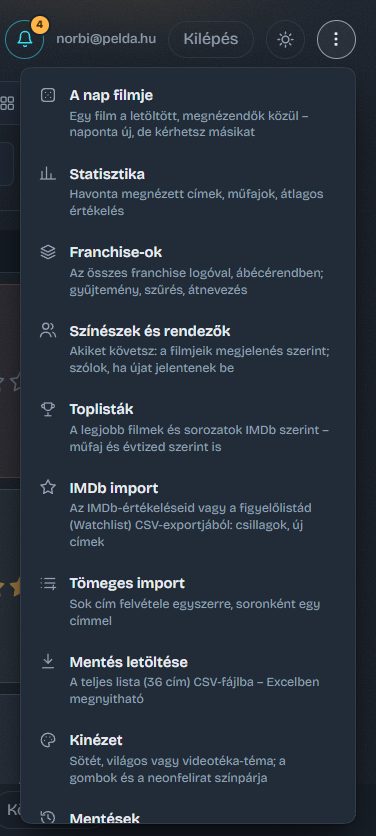 4
norbi@pelda.hu
Kilépés
A nap filmje
Egy film a letöltött, megnézendők közül –
naponta új, de kérhetsz másikat
Statisztika
Havonta megnézett címek, műfajok, átlagos
értékelés
Franchise-ok
Az összes franchise logóval, ábécérendben;
gyűjtemény, szűrés, átnevezés
Színészek és rendezők
Akiket követsz: a filmjeik megjelenés szerint;
szólok, ha újat jelentenek be
Toplisták
A legjobb filmek és sorozatok IMDb szerint –
műfaj és évtized szerint is
IMDb import
Az IMDb-értékeléseid vagy a figyelőlistád
(Watchlist) CSV-exportjából: csillagok, új
címek
Tömeges import
Sok cím felvétele egyszerre, soronként egy
címmel
Mentés letöltése
A teljes lista (36 cím) CSV-fájlba – Excelben
megnyitható
Kinézet
Sötét, világos vagy videotéka-téma; a
gombok és a neonfelirat színpárja
Mentések